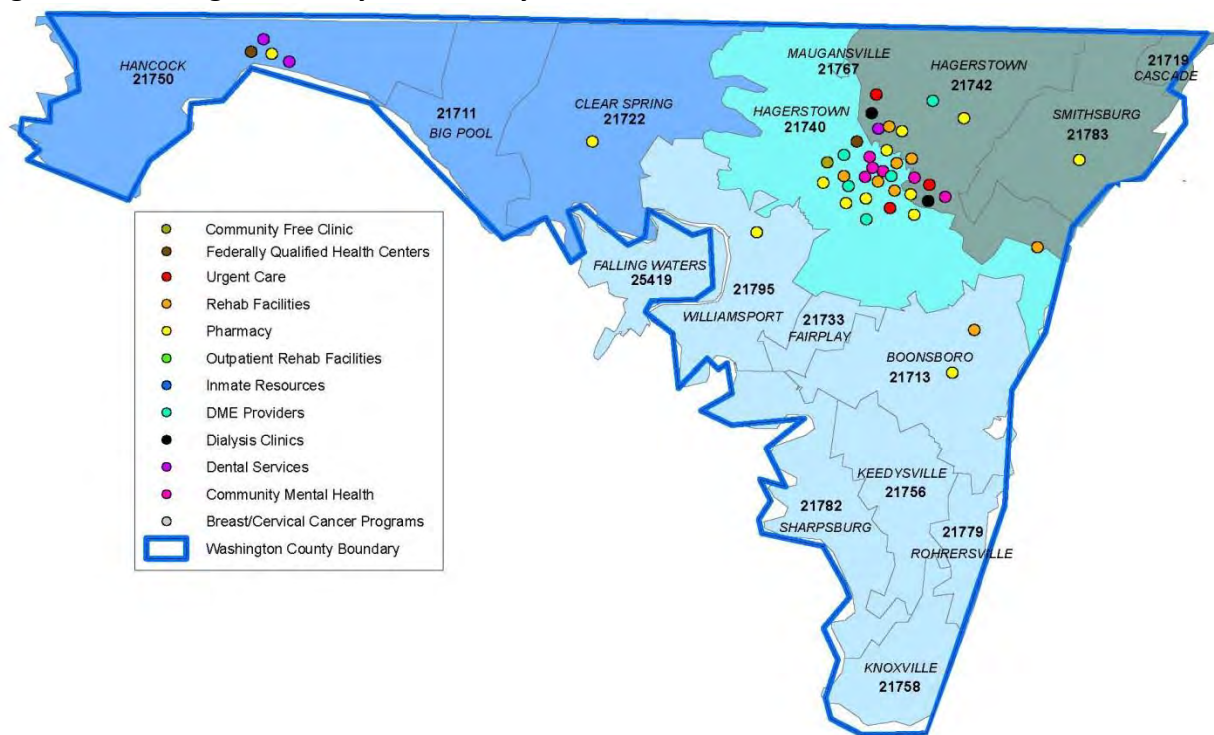 HANCOCK
21750
21711
BIG POOL
CLEAR SPRING
21722
MAUGANSVILLE
21767
HAGERSTOWN
21740
HAGERSTOWN
21742
21719
CASCADE
SMITHSBURG
21783
FALLING WATERS
25419
21795
WILLIAMSPORT
21733
FAIRPLAY
BOONSBORO
21713
KEEDYSVILLE
21756
21782
SHARPSBURG
21779
ROHRERSVILLE
KNOXVILLE
21758
Community Free Clinic
Federally Qualified Health Centers
Urgent Care
Rehab Facilities
Pharmacy
Outpatient Rehab Facilities
Inmate Resources
DME Providers
Dialysis Clinics
Dental Services
Community Mental Health
Breast/Cervical Cancer Programs
Washington County Boundary